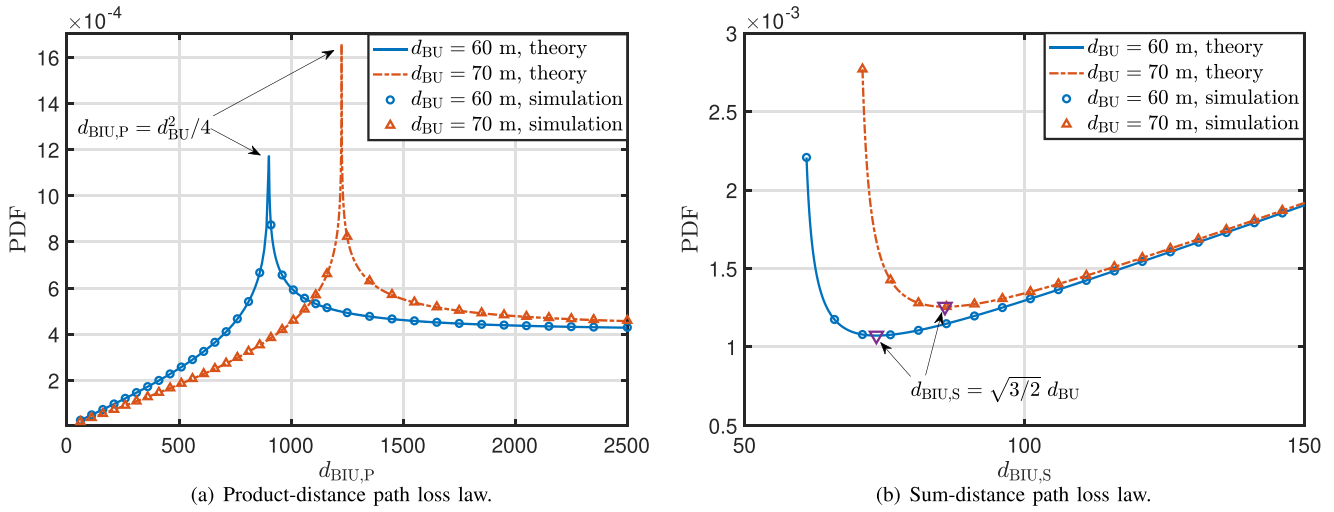 ×10⁻⁴
16
14
12
10
8
6
4
2
0
500
1000
1500
2000
2500
PDF
d_BIU,P
d_BU = 60 m, theory
d_BU = 70 m, theory
d_BU = 60 m, simulation
d_BU = 70 m, simulation
d_BIU,P = d²_BU/4
(a) Product-distance path loss law.
×10⁻³
3
2.5
2
1.5
1
0.5
50
100
150
PDF
d_BIU,S
d_BU = 60 m, theory
d_BU = 70 m, theory
d_BU = 60 m, simulation
d_BU = 70 m, simulation
d_BIU,S = √3/2 d_BU
(b) Sum-distance path loss law.